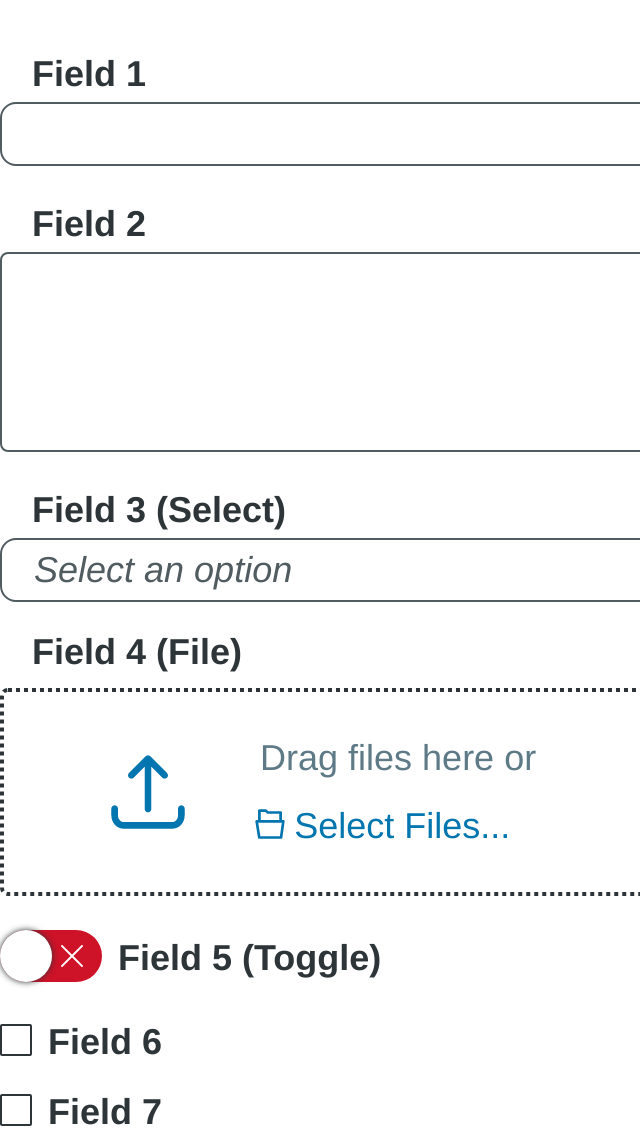 Field 1
Field 2
Field 3 (Select)
Select an option
Field 4 (File)
Drag files here or
Select Files...
Field 5 (Toggle)
Field 6
Field 7